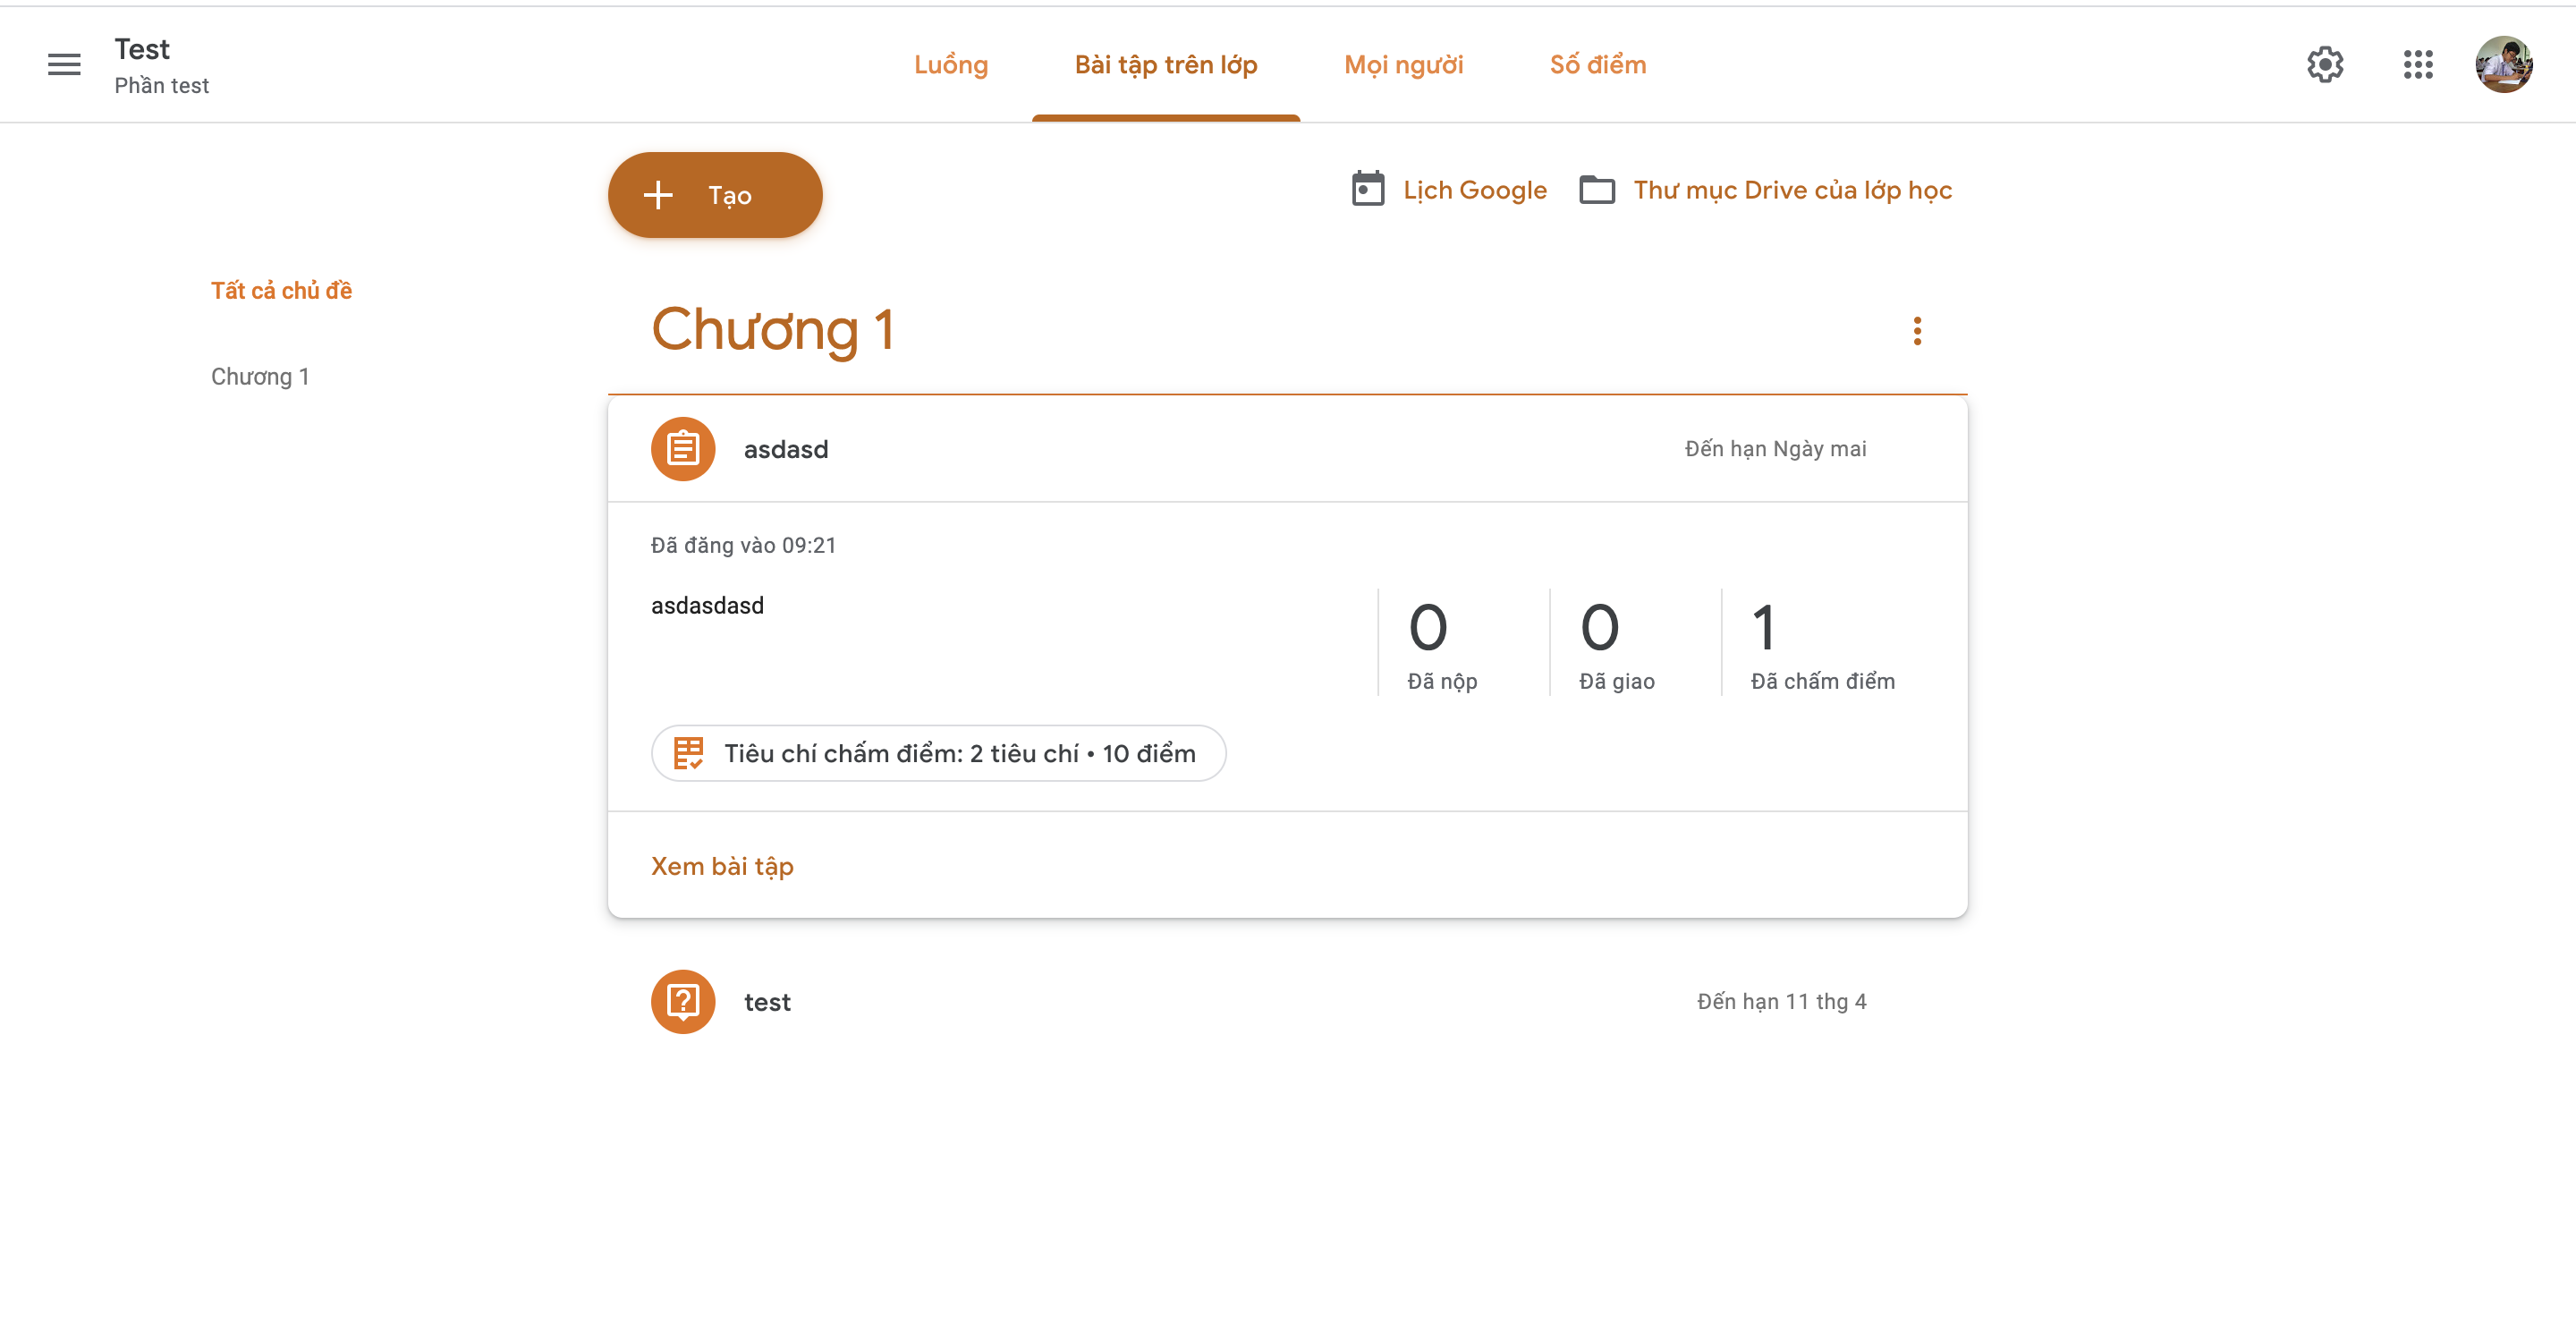 Test
Phần test
Luồng
Bài tập trên lớp
Mọi người
Số điểm
Tạo
Lịch Google
Thư mục Drive của lớp học
Tất cả chủ đề
Chương 1
Chương 1
asdasd
Đến hạn Ngày mai
Đã đăng vào 09:21
asdasdasd
0
Đã nộp
0
Đã giao
1
Đã chấm điểm
Tiêu chí chấm điểm: 2 tiêu chí • 10 điểm
Xem bài tập
test
Đến hạn 11 thg 4